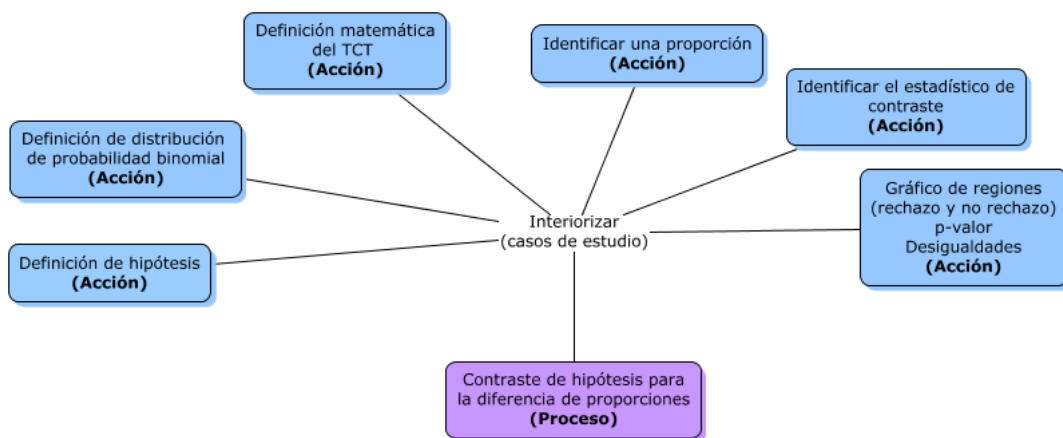 Definición matemática
del TCT
(Acción)
Identificar una proporción
(Acción)
Identificar el estadístico de
contraste
(Acción)
Definición de distribución
de probabilidad binomial
(Acción)
Gráfico de regiones
(rechazo y no rechazo)
p-valor
Desigualdades
(Acción)
Interiorizar
(casos de estudio)
Definición de hipótesis
(Acción)
Contraste de hipótesis para
la diferencia de proporciones
(Proceso)